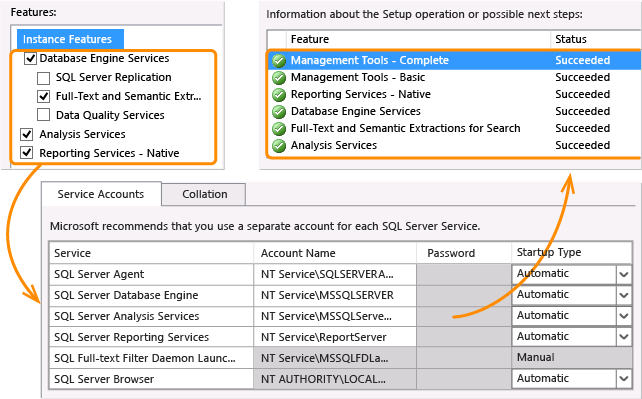 Features:
Instance Features
Database Engine Services
SQL Server Replication
Full-Text and Semantic Extr...
Data Quality Services
Analysis Services
Reporting Services - Native
Information about the Setup operation or possible next steps:
Feature Status
Management Tools - Complete Succeeded
Management Tools - Basic Succeeded
Reporting Services - Native Succeeded
Database Engine Services Succeeded
Full-Text and Semantic Extractions for Search Succeeded
Analysis Services Succeeded
Service Accounts Collation
Microsoft recommends that you use a separate account for each SQL Server Service.
Service Account Name Password Startup Type
SQL Server Agent NT Service\SQLSERVERA... Automatic
SQL Server Database Engine NT Service\MSSQLSERVER Automatic
SQL Server Analysis Services NT Service\MSSQLServe... Automatic
SQL Server Reporting Services NT Service\ReportServer Automatic
SQL Full-text Filter Daemon Launc... NT Service\MSSQLFDLa... Manual
SQL Server Browser NT AUTHORITY\LOCAL... Automatic